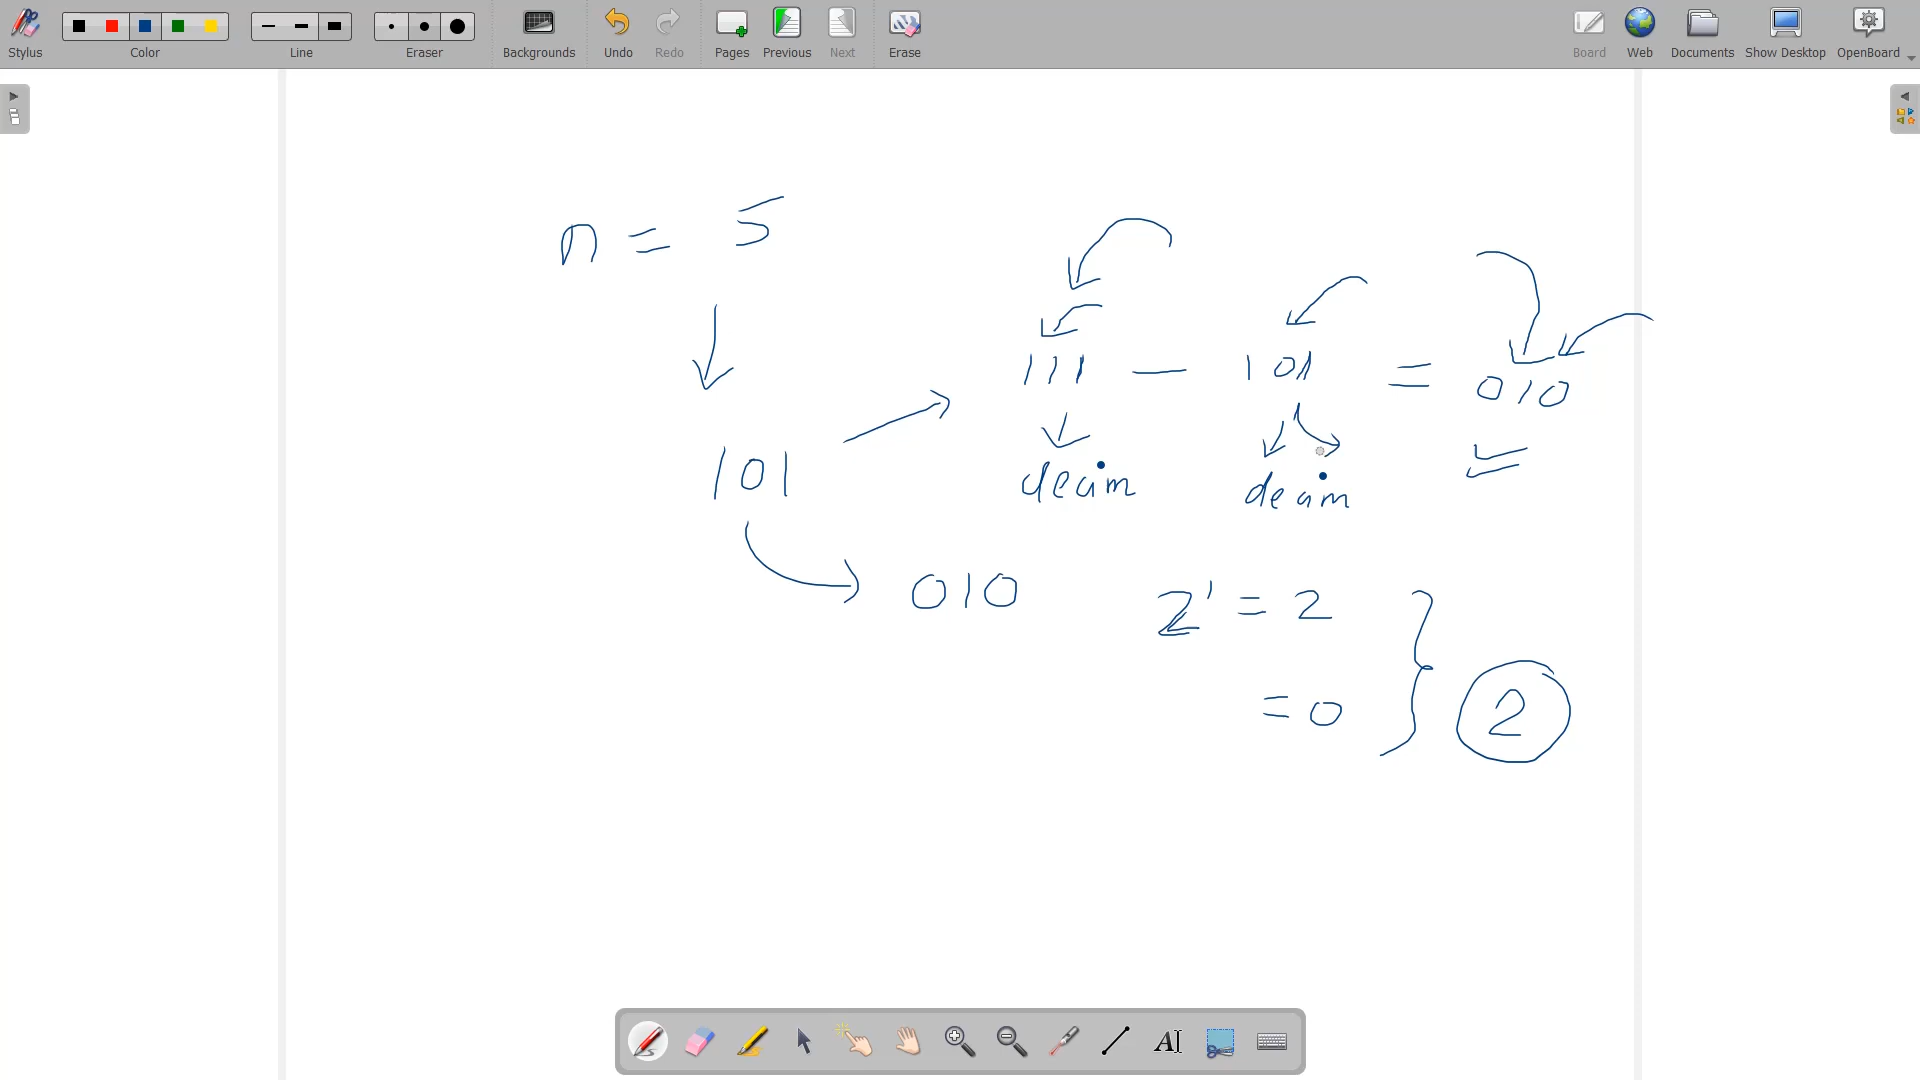 Stylus Color Line Eraser Backgrounds Undo Redo Pages Previous Next Erase Board Web Documents Show Desktop OpenBoard
n = 5
111 — 101 = 010
101
decim decim
010
2¹ = 2
= 0
2